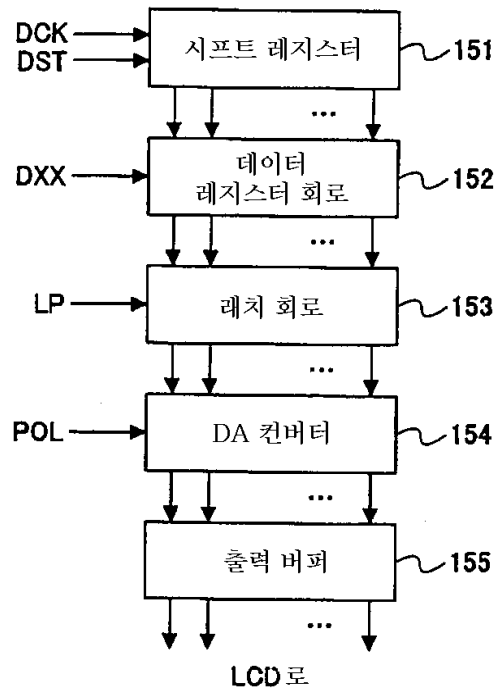 DCK
DST
시프트 레지스터
151
...
DXX
데이터
레지스터 회로
152
...
LP
래치 회로
153
...
POL
DA 컨버터
154
...
출력 버퍼
155
...
LCD로